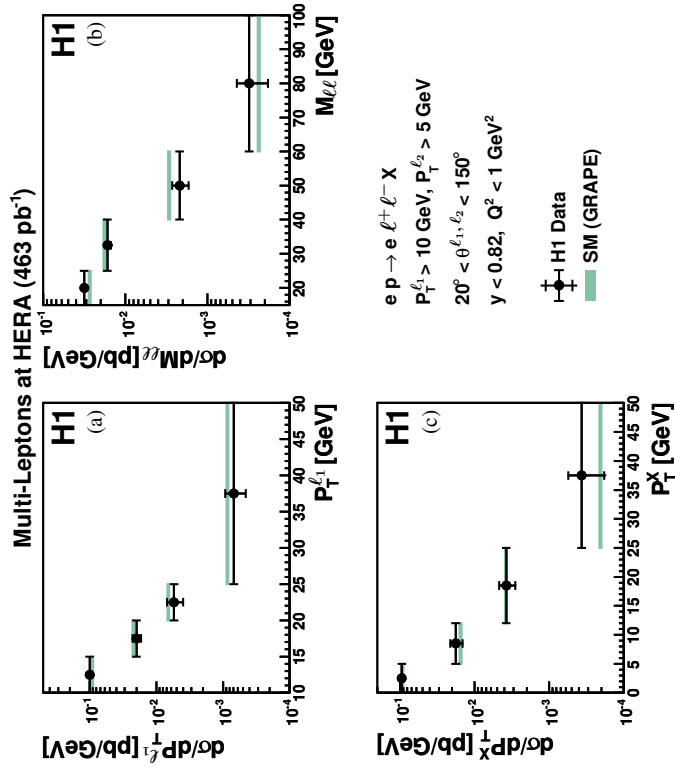 Multi-Leptons at HERA (463 pb⁻¹)
dσ/dP_T^ℓ₁ [pb/GeV]
10⁻¹
10⁻²
10⁻³
H1
(a)
10 15 20 25 30 35 40 45 50
P_T^ℓ₁ [GeV]
dσ/dM_ℓℓ [pb/GeV]
10⁻¹
10⁻²
10⁻³
10⁻⁴
H1
(b)
20 30 40 50 60 70 80 90 100
M_ℓℓ [GeV]
dσ/dP_T^X [pb/GeV]
10⁻¹
10⁻²
10⁻³
10⁻⁴
H1
(c)
0 5 10 15 20 25 30 35 40 45 50
P_T^X [GeV]
e p → e ℓ⁺ ℓ⁻ X
P_T^ℓ₁ > 10 GeV, P_T^ℓ₂ > 5 GeV
20° < θ^ℓ₁, ℓ₂ < 150°
y < 0.82, Q² < 1 GeV²
H1 Data
SM (GRAPE)